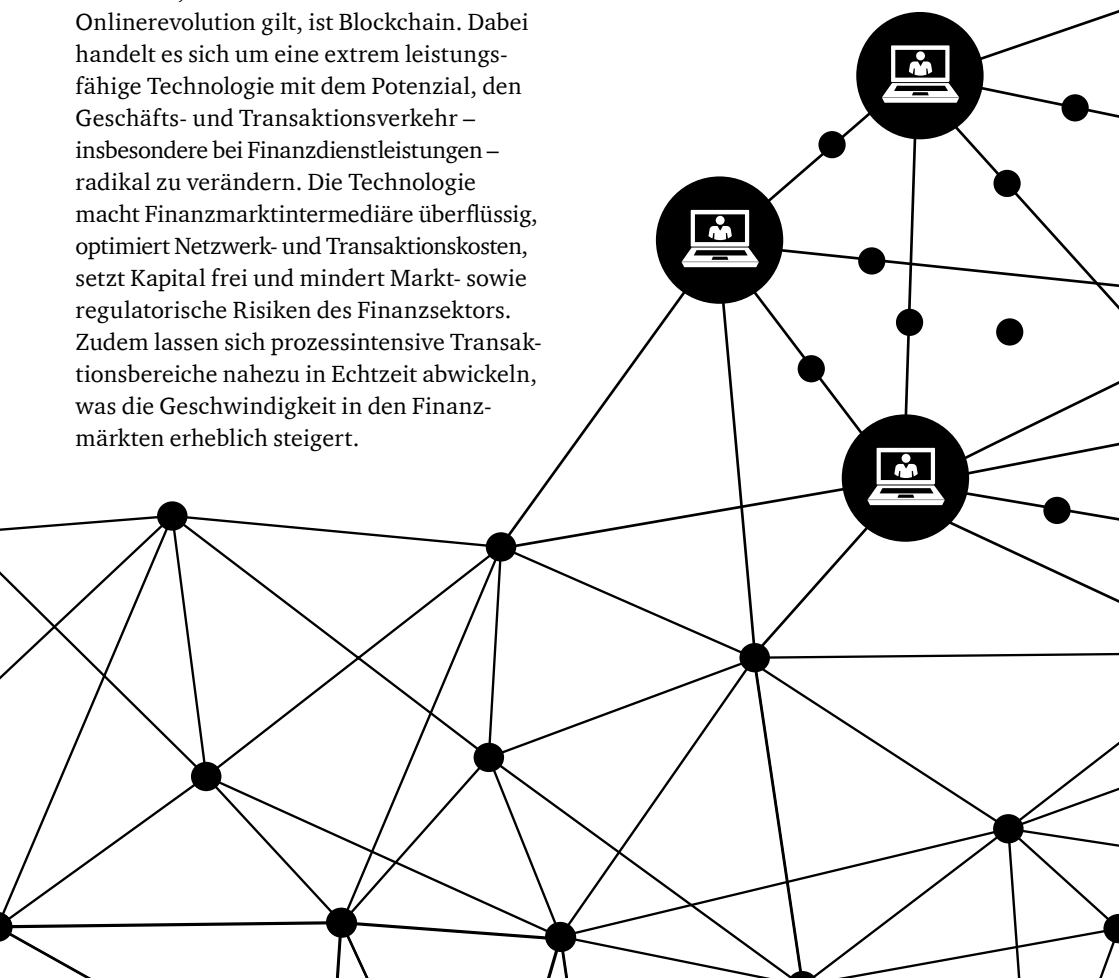 Onlinerevolution gilt, ist Blockchain. Dabei
handelt es sich um eine extrem leistungs-
fähige Technologie mit dem Potenzial, den
Geschäfts- und Transaktionsverkehr –
insbesondere bei Finanzdienstleistungen –
radikal zu verändern. Die Technologie
macht Finanzmarktintermediäre überflüssig,
optimiert Netzwerk- und Transaktionskosten,
setzt Kapital frei und mindert Markt- sowie
regulatorische Risiken des Finanzsektors.
Zudem lassen sich prozessintensive Transak-
tionsbereiche nahezu in Echtzeit abwickeln,
was die Geschwindigkeit in den Finanz-
märkten erheblich steigert.